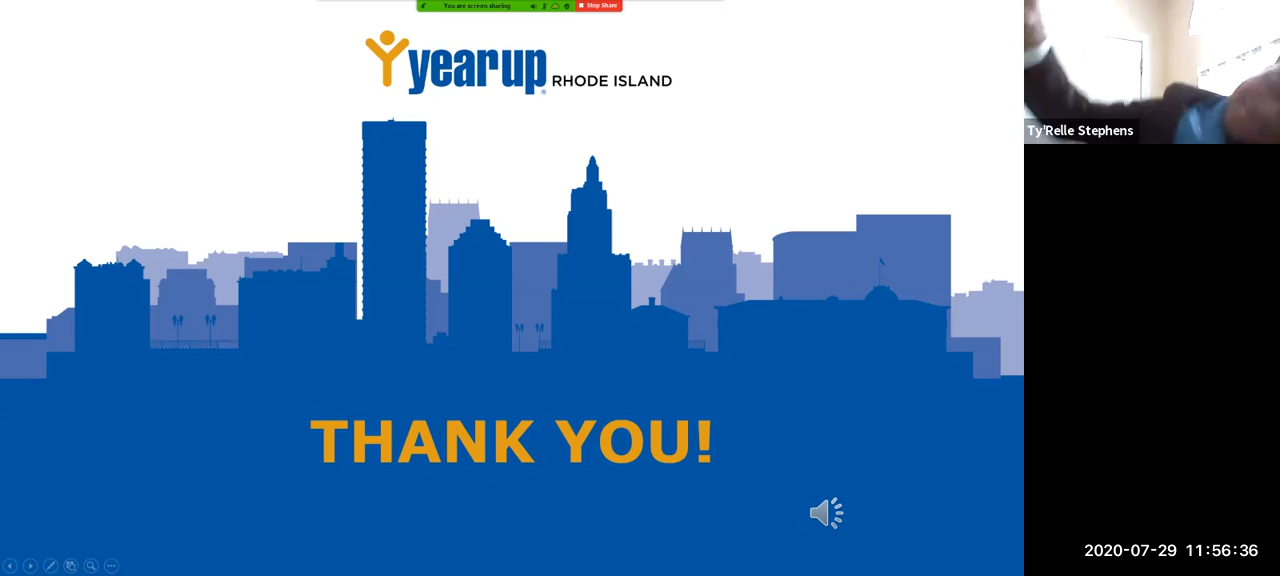 You are screen sharing
Stop Share
yearup RHODE ISLAND
Ty'Relle Stephens
THANK YOU!
2020-07-29 11:56:36